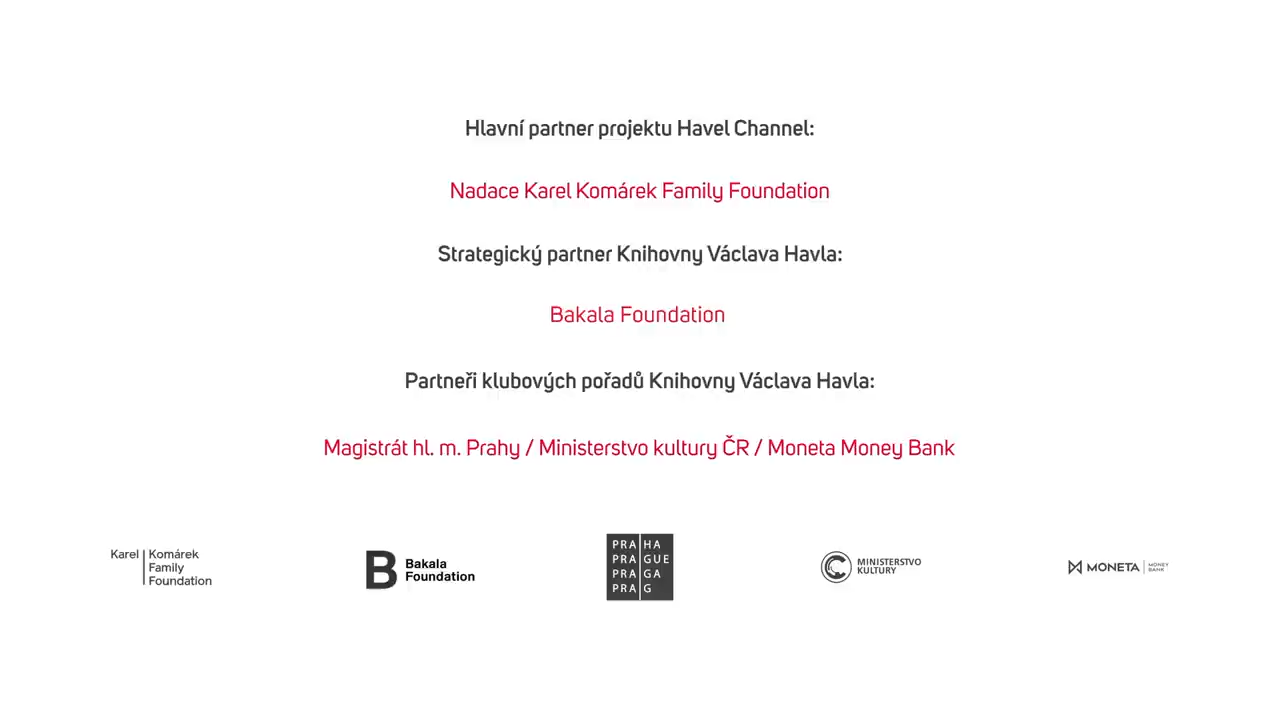 Hlavní partner projektu Havel Channel:
Nadace Karel Komárek Family Foundation
Strategický partner Knihovny Václava Havla:
Bakala Foundation
Partneři klubových pořadů Knihovny Václava Havla:
Magistrát hl. m. Prahy / Ministerstvo kultury ČR / Moneta Money Bank
Karel Komárek
Family
Foundation
B Bakala
Foundation
PRA HA
PRA GUE
PRA GA
PRA G
MINISTERSTVO
KULTURY
MONETA MONEY
BANK